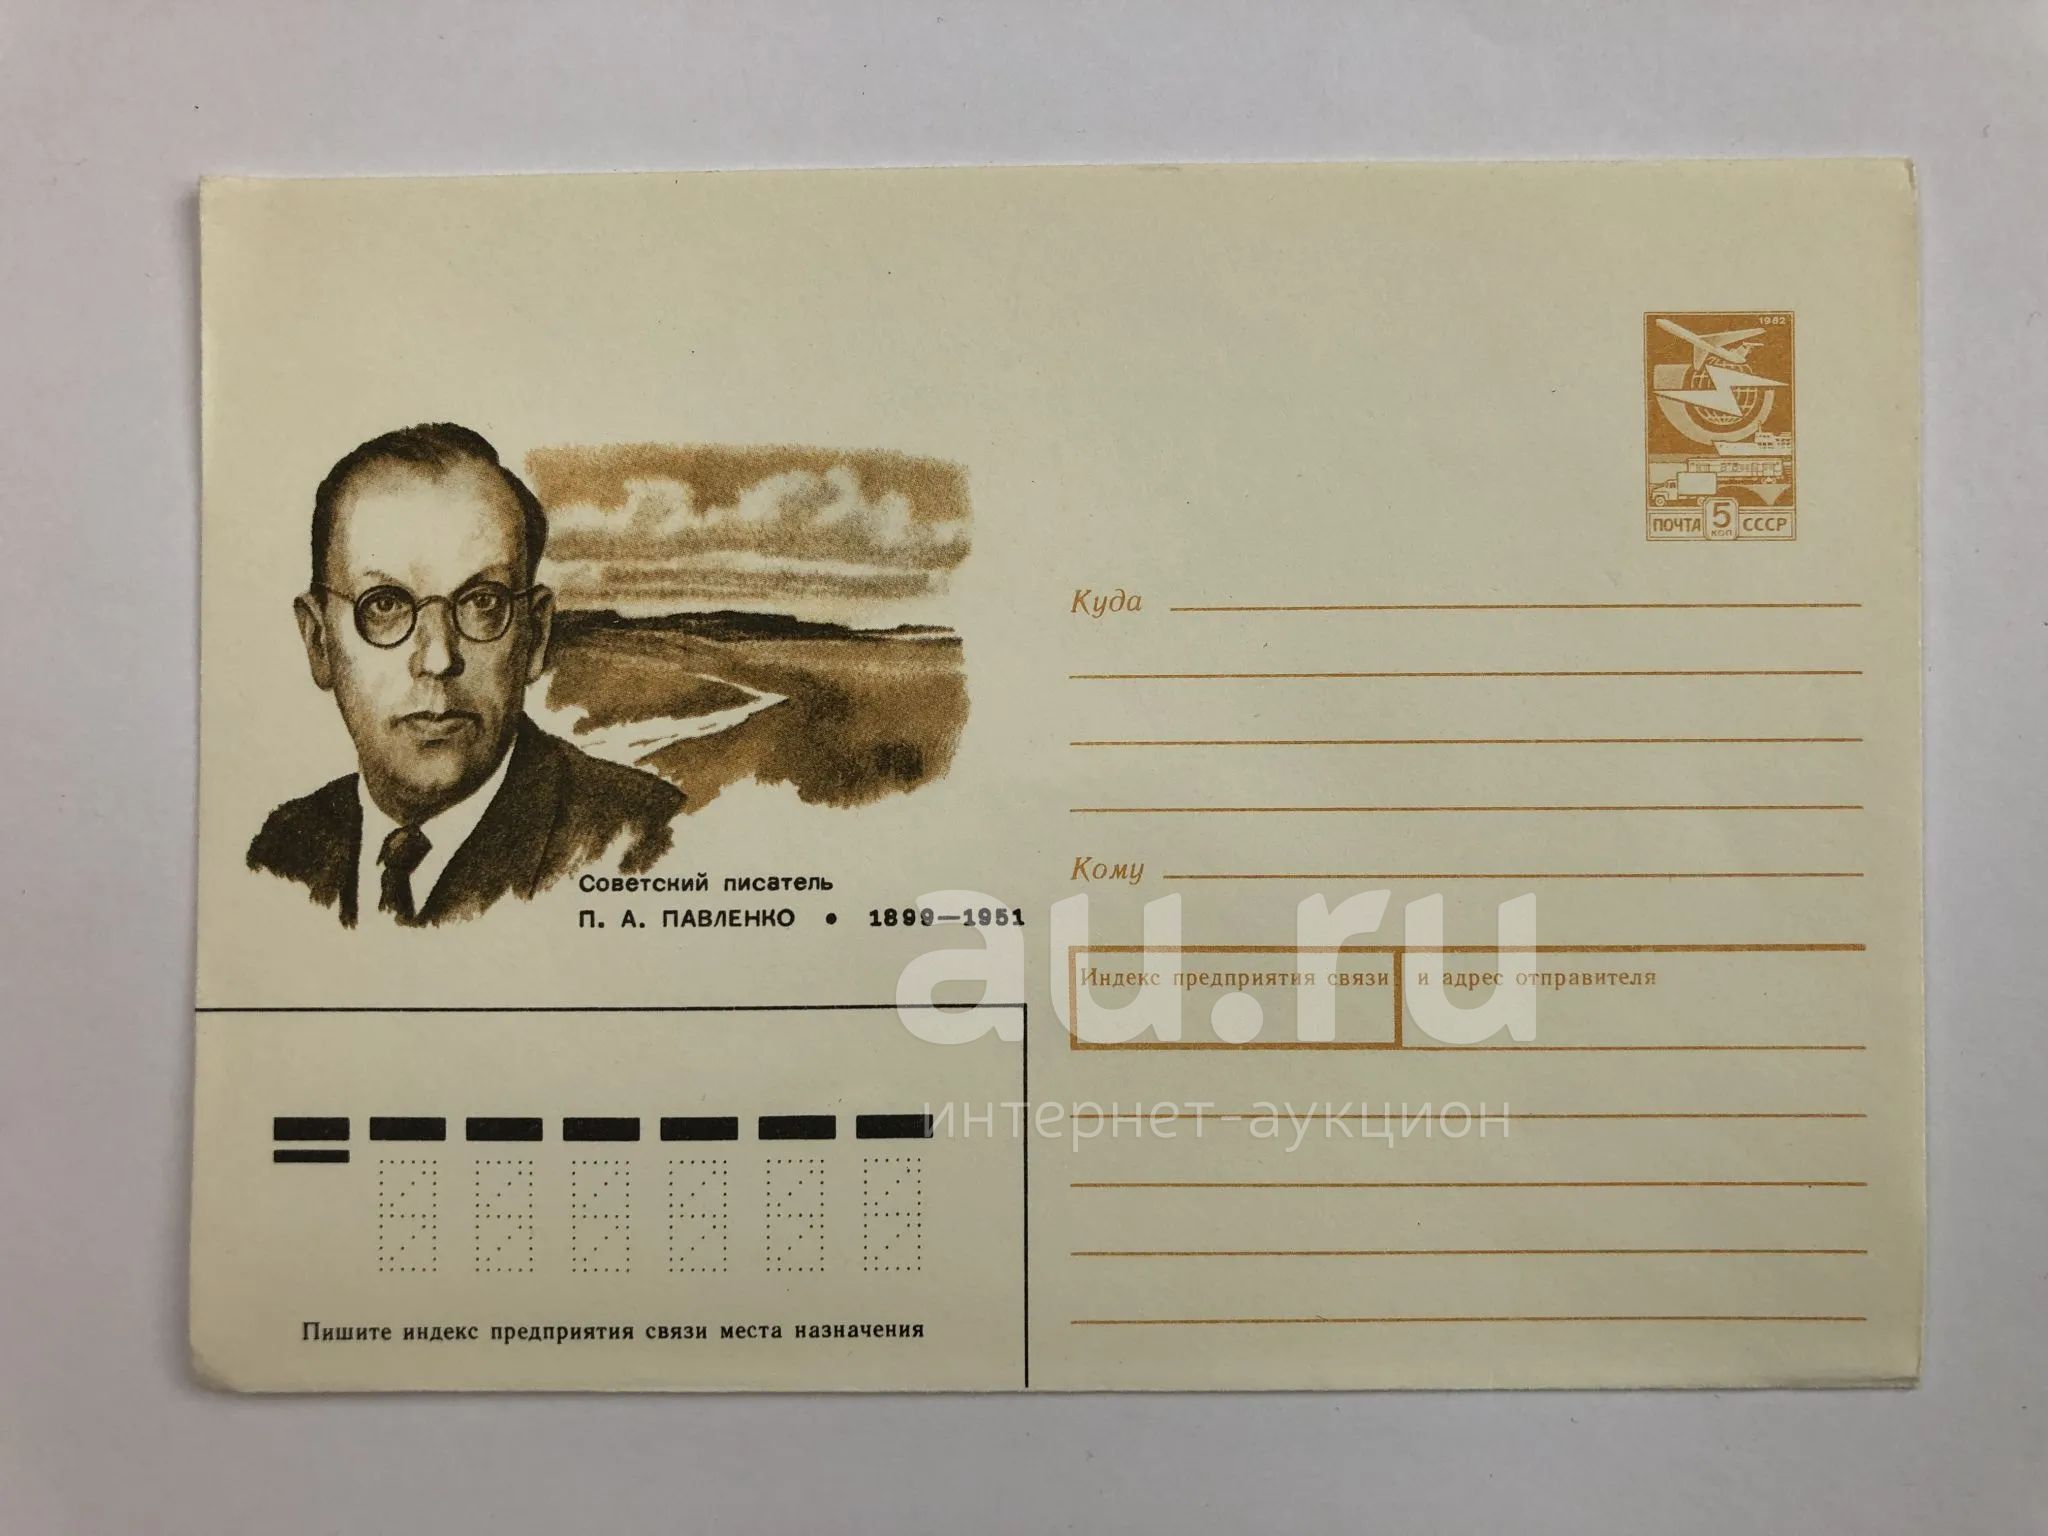 1982
ПОЧТА 5 КОП СССР
Куда
Советский писатель
П. А. ПАВЛЕНКО • 1899—1951
Кому
Индекс предприятия связи и адрес отправителя
au.ru
интернет-аукцион
Пишите индекс предприятия связи места назначения